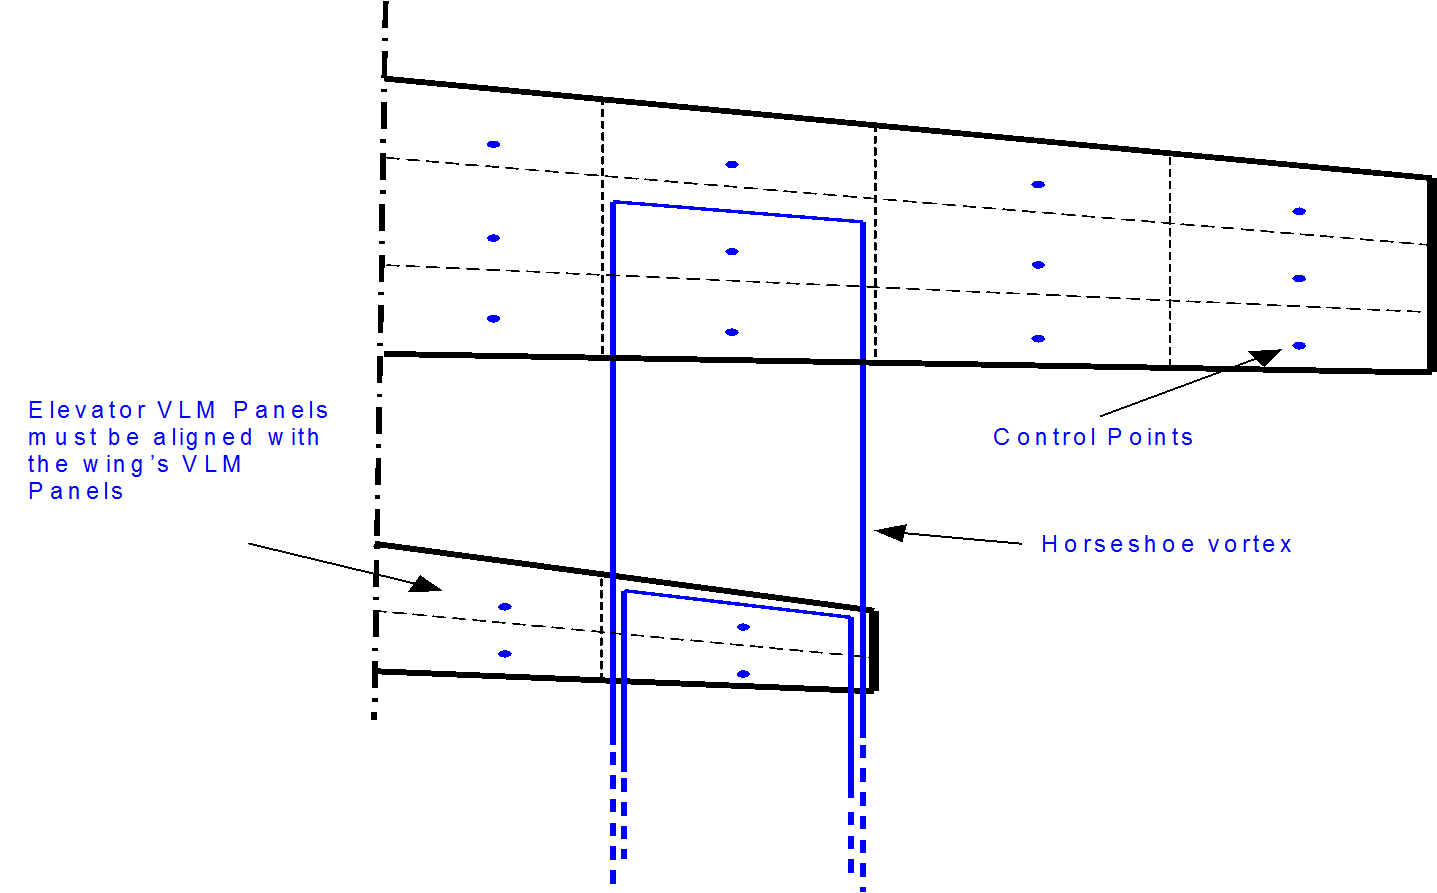 Elevator VLM Panels
must be aligned with
the wing’s VLM
Panels
Control Points
Horseshoe vortex